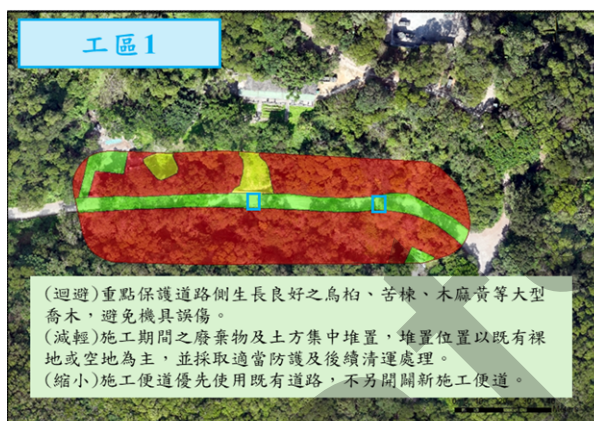 工區1
(迴避)重點保護道路側生長良好之烏桕、苦楝、木麻黃等大型
喬木，避免機具誤傷。
(減輕)施工期間之廢棄物及土方集中堆置，堆置位置以既有裸
地或空地為主，並採取適當防護及後續清運處理。
(縮小)施工便道優先使用既有道路，不另開闢新施工便道。